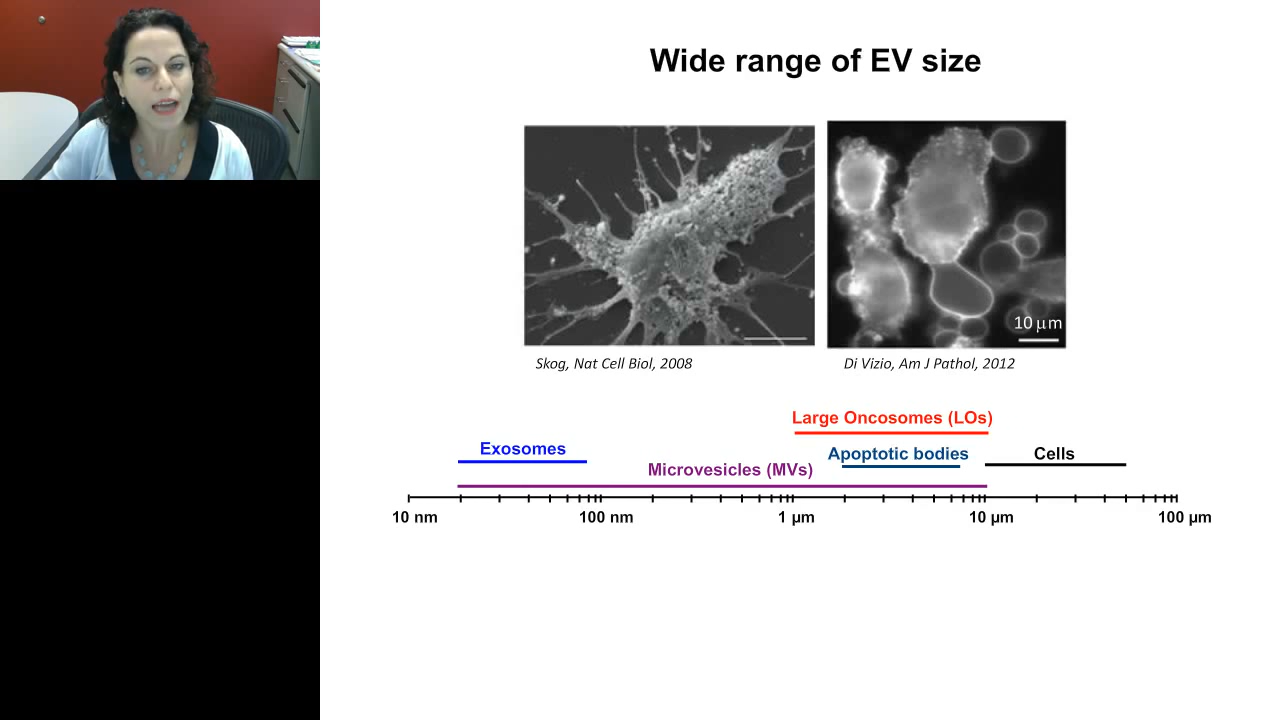 Wide range of EV size
10 µm
Skog, Nat Cell Biol, 2008
Di Vizio, Am J Pathol, 2012
Large Oncosomes (LOs)
Exosomes
Apoptotic bodies
Cells
Microvesicles (MVs)
10 nm
100 nm
1 µm
10 µm
100 µm